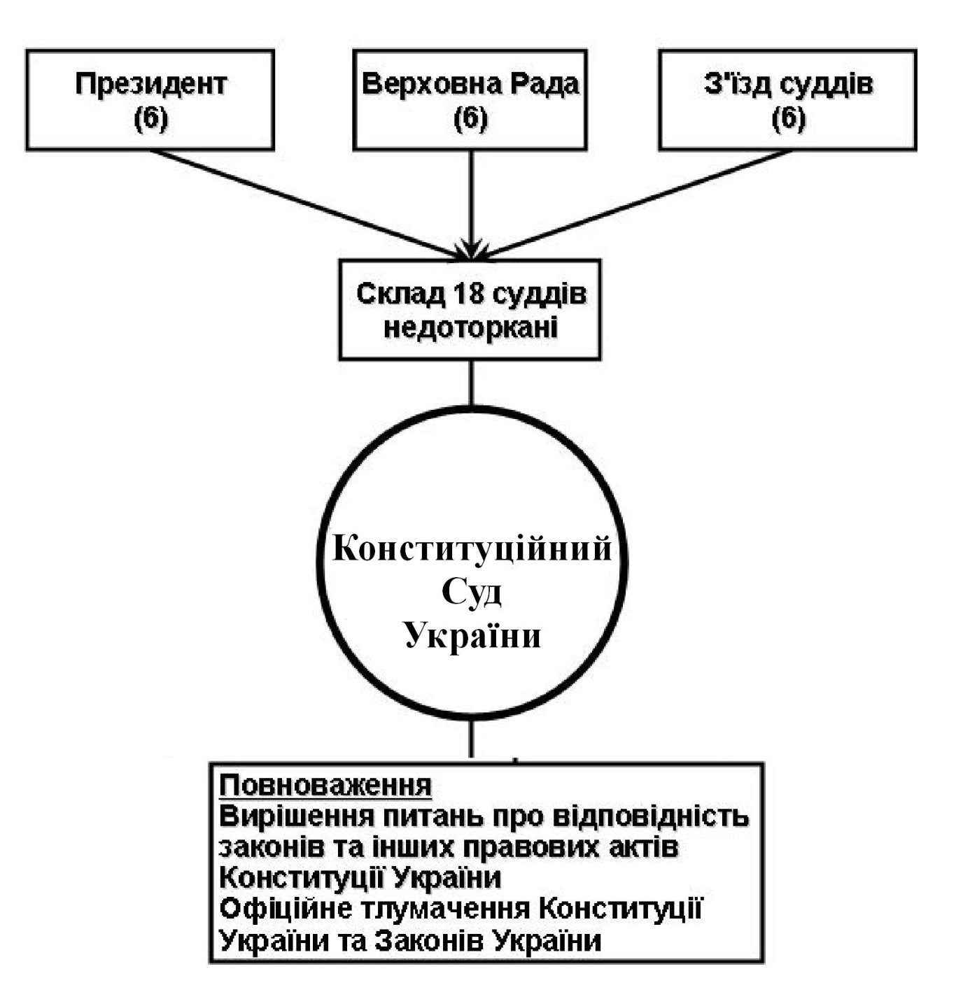 Президент
(6)
Верховна Рада
(6)
З'їзд суддів
(6)
Склад 18 суддів
недоторкані
Конституційний
Суд
України
Повноваження
Вирішення питань про відповідність
законів та інших правових актів
Конституції України
Офіційне тлумачення Конституції
України та Законів України